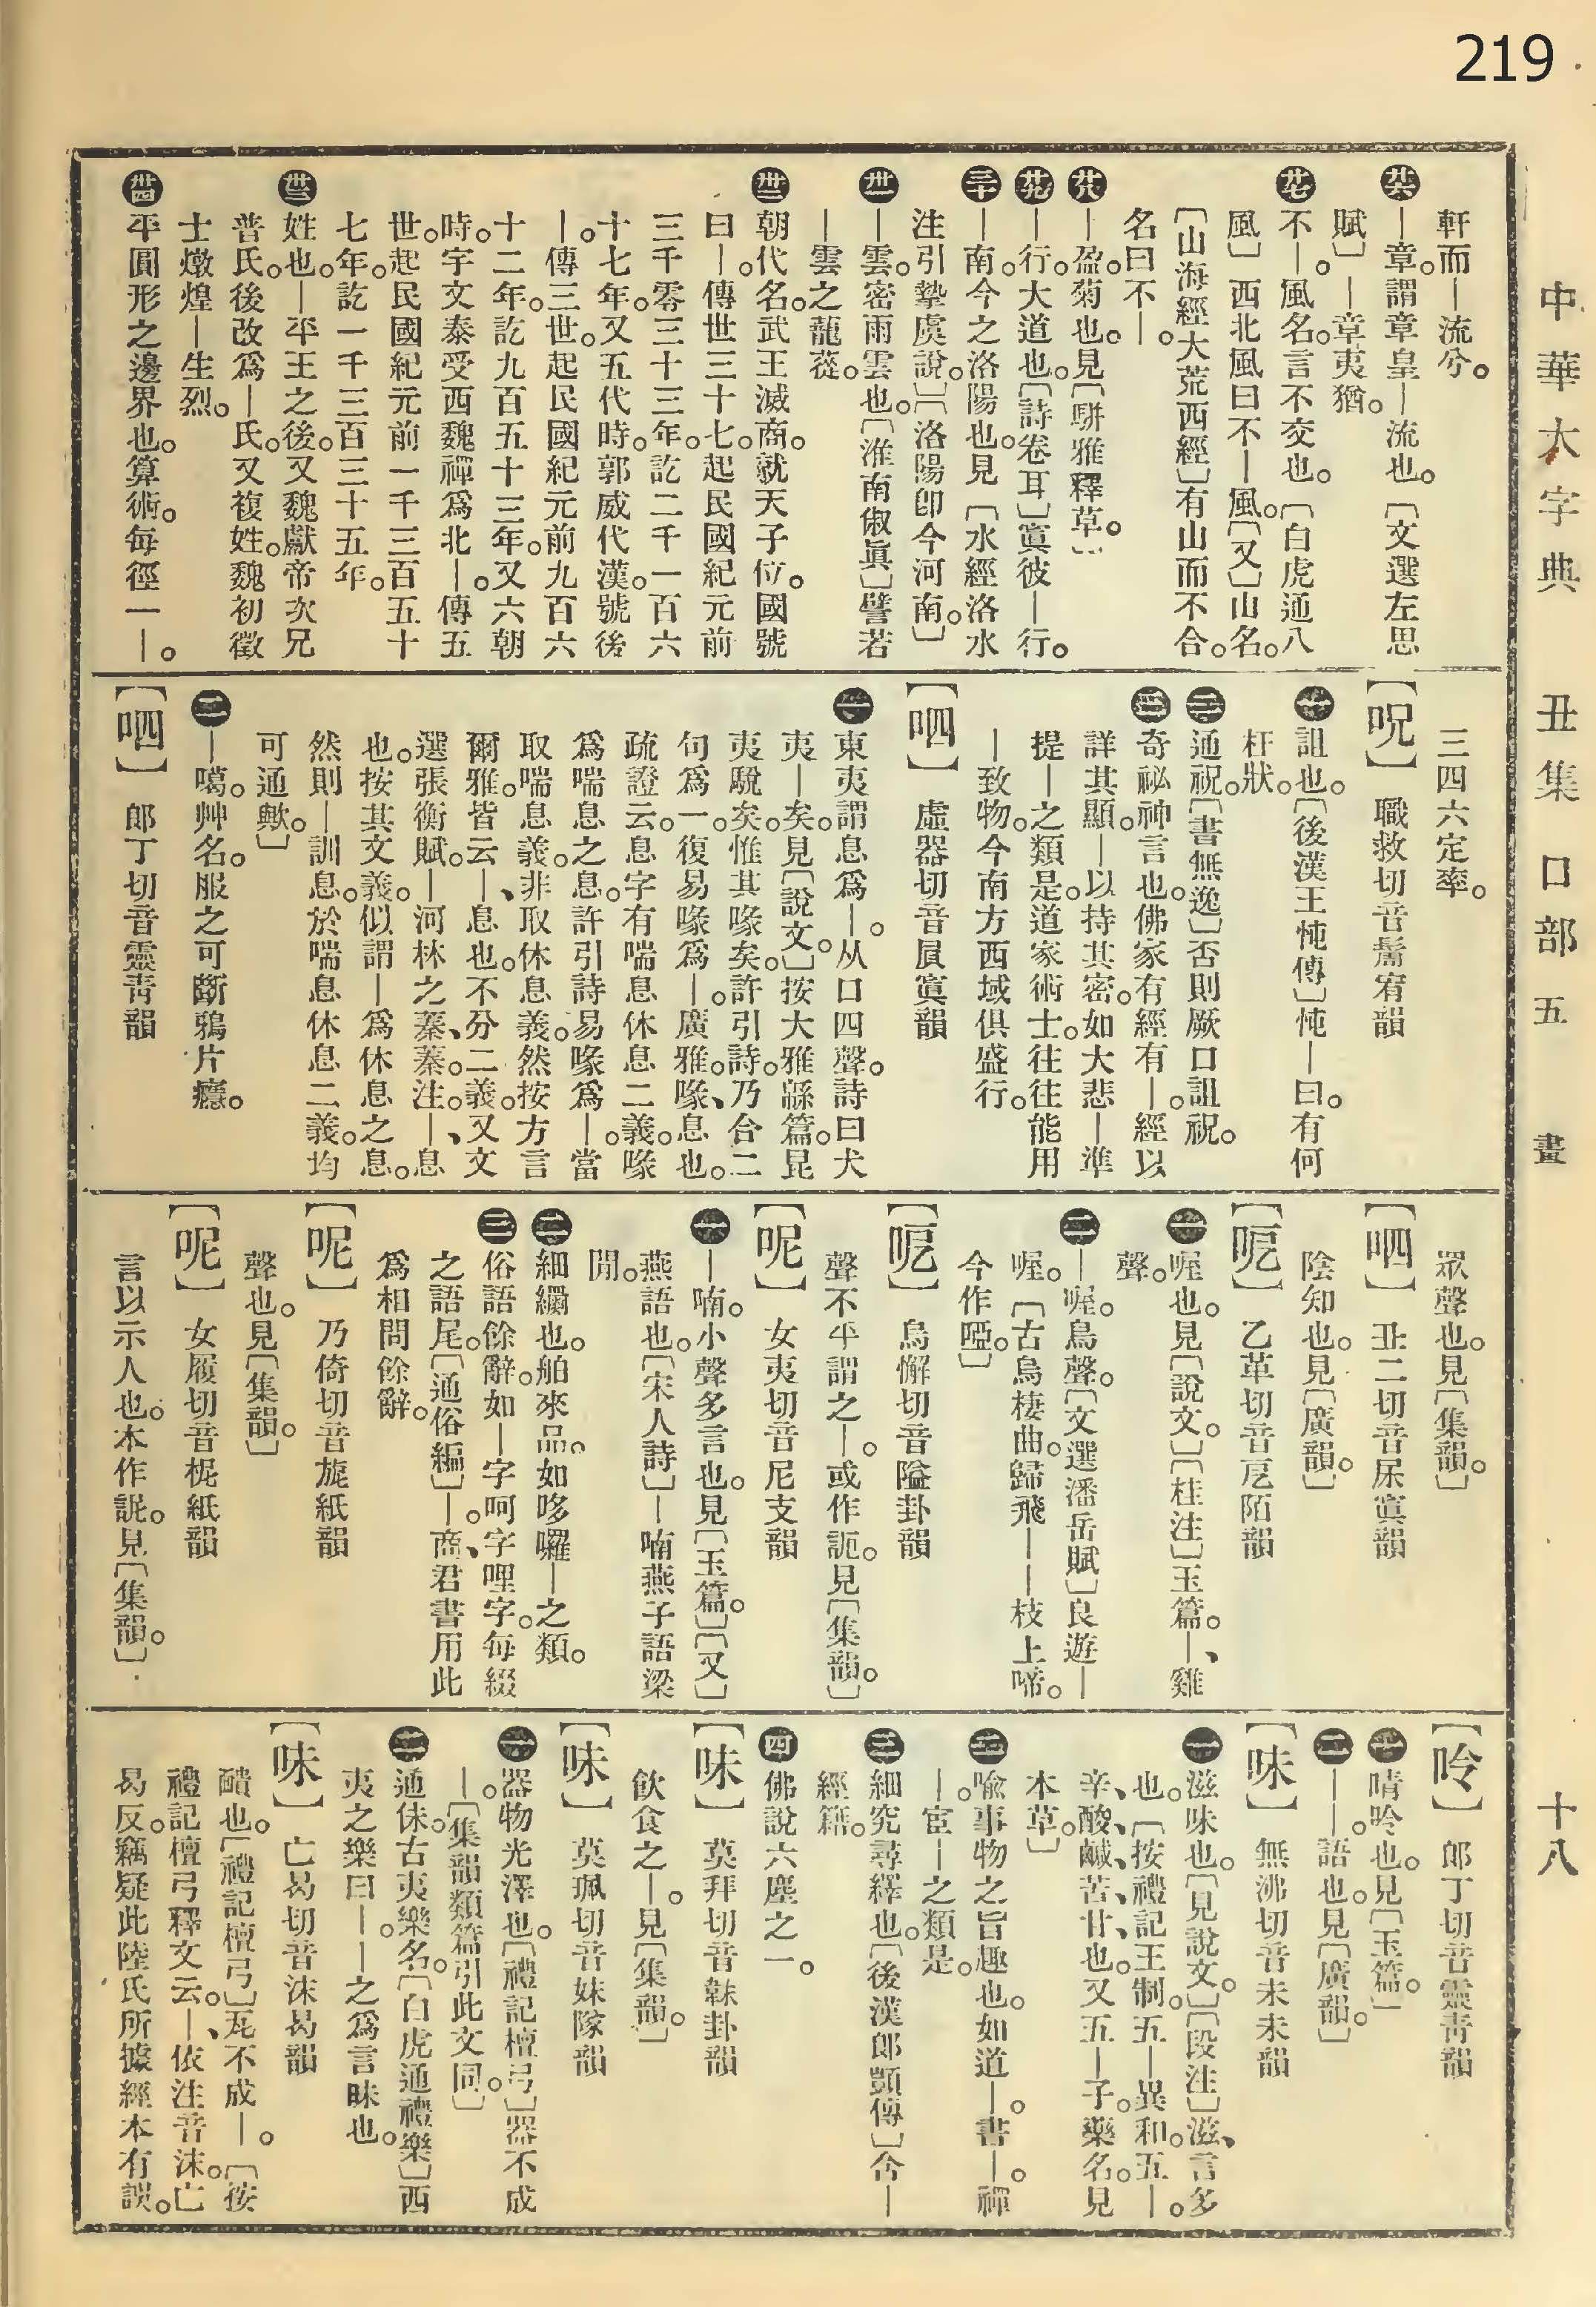 219
中華大字典 丑集 口部 五畫 十八
軒而—流兮。
廿六 —章。謂章皇—流也。〔文選左思
賦〕—章夷猶。
廿七 不—。風名。言不交也。〔白虎通八
風〕西北風曰不—風。〔又〕山名。
〔山海經大荒西經〕有山而不合。
名曰不—。
廿八 —盈。菊也。見〔駢雅釋草。〕
廿九 —行。大道也。〔詩卷耳〕寘彼—行。
三十 —南。今之洛陽也。見〔水經洛水
注引摯虞說。〕〔洛陽卽今河南。〕
卅一 —雲。密雨雲也。〔淮南俶眞〕譬若
—雲之蘢蓯。
卅二 朝代名。武王滅商。就天子位。國號
曰—。傳世三十七。起民國紀元前
三千零三十三年。訖二千一百六
十七年。又五代時。郭威代漢。號後
—。傳三世。起民國紀元前九百六
十二年。訖九百五十三年。又六朝
時。宇文泰受西魏禪爲北—。傳五
世。起民國紀元前一千三百五十
七年。訖一千三百三十五年。
卅三 姓也。—平王之後。又魏獻帝次兄
普氏。後改爲—氏。又複姓。魏初徵
士燉煌—生烈。
卅四 平圓形之邊界也。算術。每徑一—。
三四六定率。
〔呪〕 職救切音鬻宥韻
一 詛也。〔後漢王忳傳〕忳—曰。有何
枉狀。
二 通祝。〔書無逸〕否則厥口詛祝。
三 奇祕神言也。佛家有經有—。經以
詳其顯。—以持其密。如大悲—準
提—之類是。道家術士。往往能用
—致物。今南方西域俱盛行。
〔呬〕 虛器切音屓寘韻
一 東夷謂息爲—。从口四聲。詩曰犬
夷—矣。見〔說文。〕按大雅緜篇。昆
夷駾矣。惟其喙矣。許引詩。乃合二
句爲一。復易喙爲—。廣雅。喙、息也。
疏證云。息字有喘息休息二義。喙
爲喘息之息。許引詩易喙爲—。當
取喘息義。非取休息義。然按方言
爾雅。皆云—、息也。不分二義。又文
選張衡賦。—河林之蓁、蓁。注。—、息
也。按其文義。似謂—爲休息之息。
然則—訓息。於喘息休息二義。均
可通歟。〕
二 —噶。艸名。服之可斷鴉片癮。
〔呬〕 郎丁切音靈靑韻
眾聲也。見〔集韻。〕
〔呬〕 丑二切音尿寘韻
陰知也。見〔廣韻。〕
〔呃〕 乙革切音戹陌韻
一 喔也。見〔說文。〕〔桂注〕玉篇。—、雞
聲。
二 —喔。鳥聲。〔文選潘岳賦〕良遊—
喔。〔古烏棲曲。歸飛——枝上啼。
今作啞。〕
〔呃〕 烏懈切音隘卦韻
聲不平謂之—。或作詎。見〔集韻。〕
〔呢〕 女夷切音尼支韻
一 —喃。小聲多言也。見〔玉篇。〕〔又〕
燕語也。〔宋人詩〕—喃燕子語梁
閒。
二 細縟也。舶來品。如哆囉—之類。
三 俗語餘辭。如—字呵字哩字。每綴
之語尾。〔通俗編〕—。商、君書用此
爲相問餘辭。
〔呢〕 乃倚切音旎紙韻
聲也。見〔集韻。〕
〔呢〕 女履切音柅紙韻
言以示人也。本作誽。見〔集韻。〕
〔呤〕 郎丁切音靈靑韻
一 啨呤也。見〔玉篇。〕
二 ——。語也。見〔廣韻。〕
〔味〕 無沸切音未未韻
一 滋味也。〔見說文。〕〔段注〕滋、言多
也。〔按禮記王制。五—異和。五—。
辛、酸、鹹、苦、甘也。又五—子。藥名。見
本草。〕
二 喩事物之旨趣也。如道—。書—。禪
—。宦—之類是。
三 細究尋繹也。〔後漢郎顗傳〕含—
經籍。
四 佛說六塵之一。
〔味〕 莫拜切音韎卦韻
飮食之—。見〔集韻。〕
〔味〕 莫珮切音妹隊韻
一 器物光澤也。〔禮記檀弓〕器不成
—。〔集韻類篇引此文同。〕
二 通佅。古夷樂名。〔白虎通禮樂〕西
夷之樂曰—。—之爲言昧也。
〔味〕 亡曷切音沬曷韻
靧也。〔禮記檀弓〕瓦不成—。〔按
禮記檀弓釋文云。—、依注音沬。亡
曷反。竊疑此陸氏所據經本有誤。